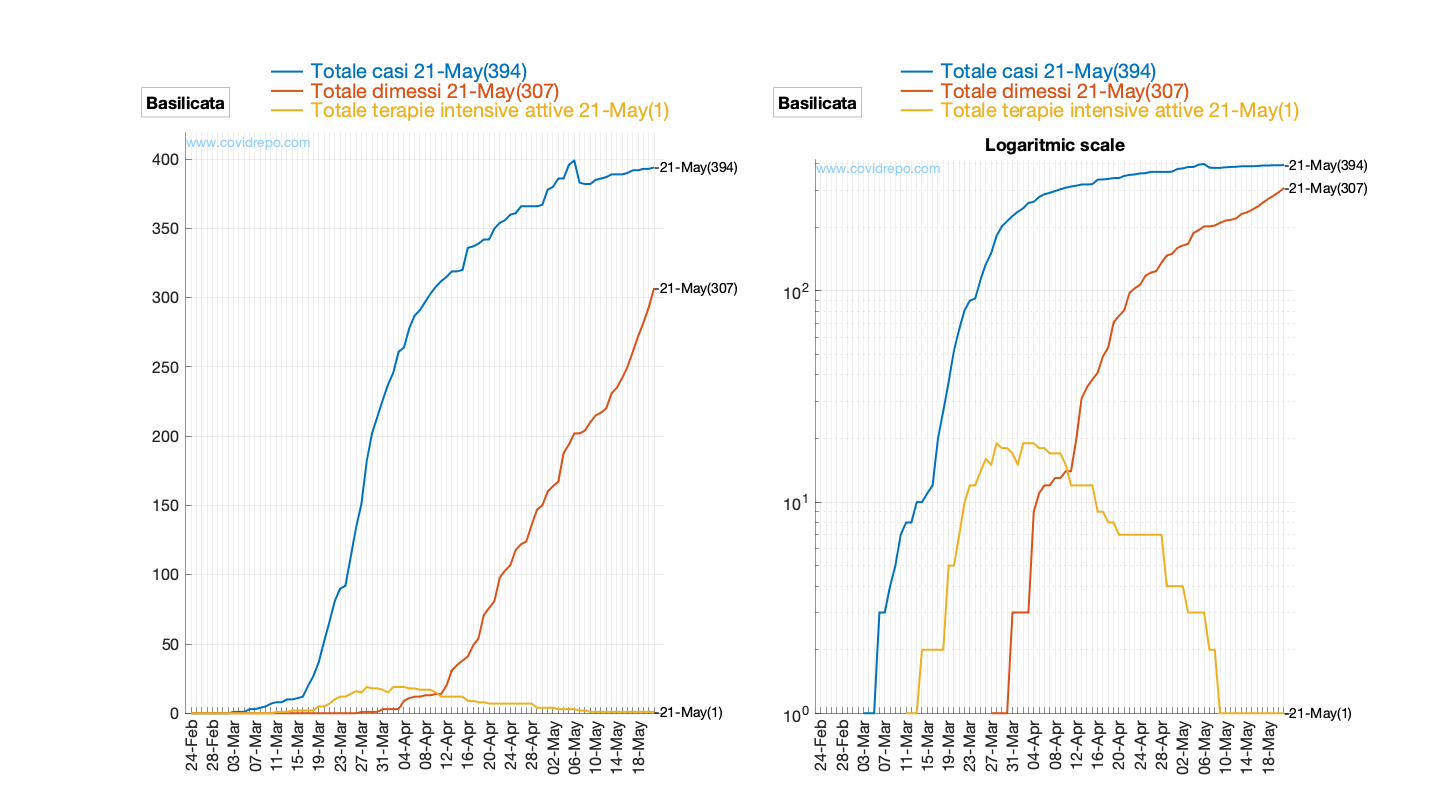 Basilicata
Totale casi 21-May(394)
Totale dimessi 21-May(307)
Totale terapie intensive attive 21-May(1)
www.covidrepo.com
400
350
300
250
200
150
100
50
0
21-May(394)
21-May(307)
21-May(1)
24-Feb
28-Feb
03-Mar
07-Mar
11-Mar
15-Mar
19-Mar
23-Mar
27-Mar
31-Mar
04-Apr
08-Apr
12-Apr
16-Apr
20-Apr
24-Apr
28-Apr
02-May
06-May
10-May
14-May
18-May
Basilicata
Totale casi 21-May(394)
Totale dimessi 21-May(307)
Totale terapie intensive attive 21-May(1)
Logaritmic scale
www.covidrepo.com
10²
10¹
10⁰
21-May(394)
21-May(307)
21-May(1)
24-Feb
28-Feb
03-Mar
07-Mar
11-Mar
15-Mar
19-Mar
23-Mar
27-Mar
31-Mar
04-Apr
08-Apr
12-Apr
16-Apr
20-Apr
24-Apr
28-Apr
02-May
06-May
10-May
14-May
18-May